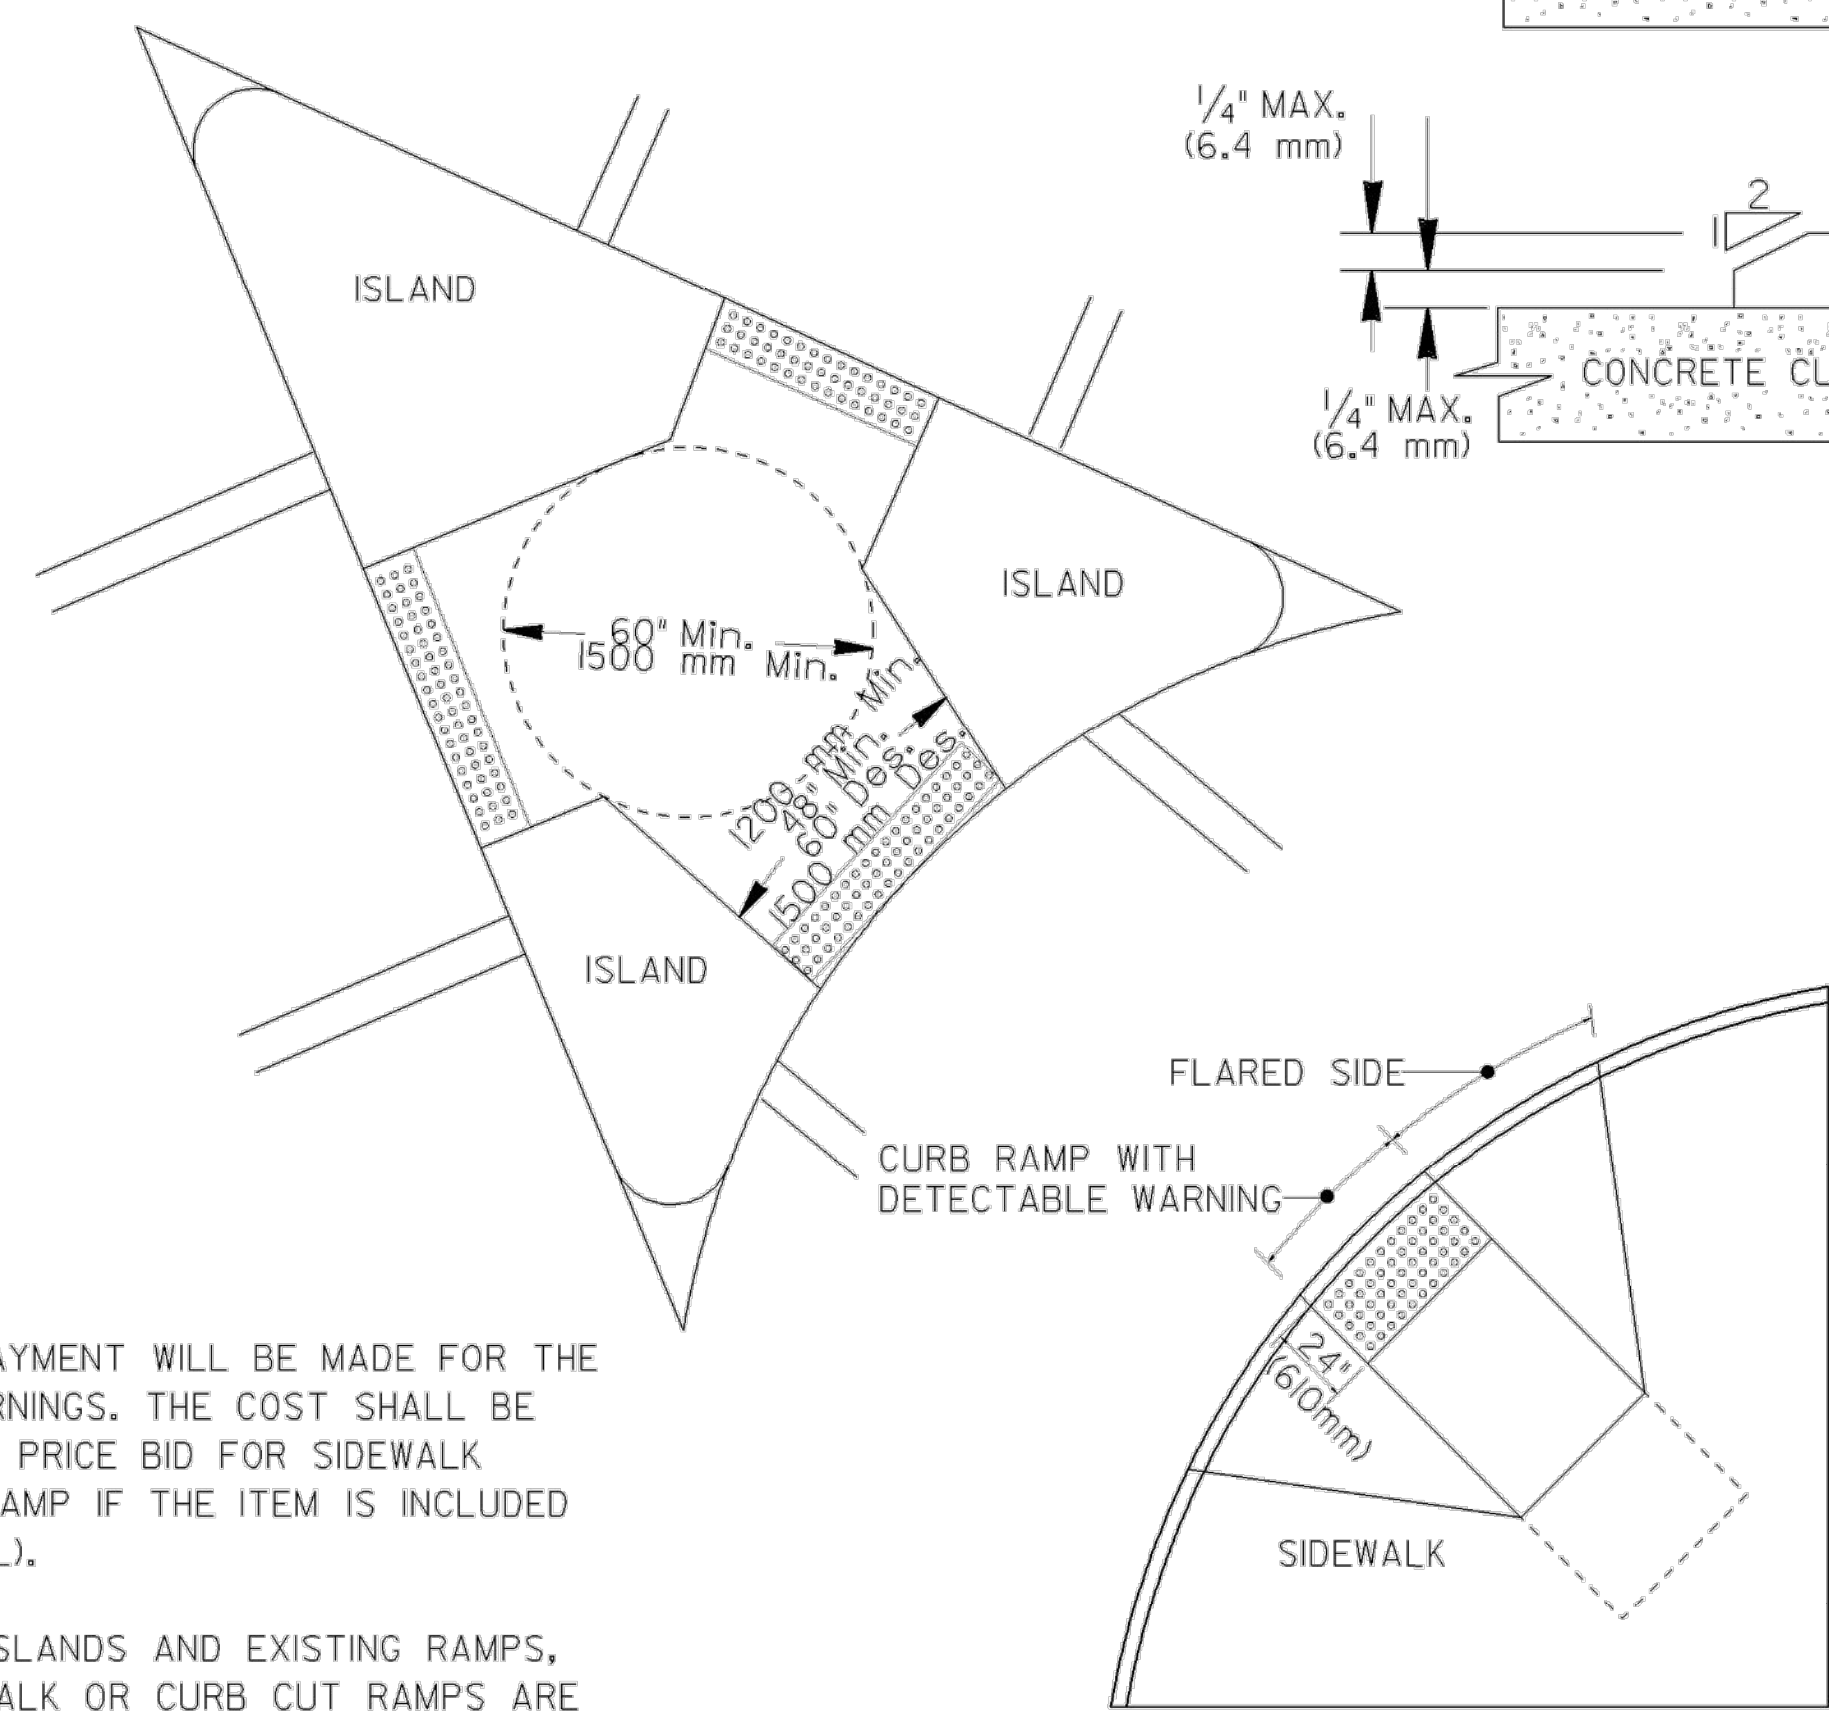 1/4" MAX.
(6.4 mm)
2
1
ISLAND
CONCRETE CU
1/4" MAX.
(6.4 mm)
ISLAND
60" Min.
1500 mm Min.
1200 mm Min.
48" Min.
60" Des.
1500 mm Des.
ISLAND
FLARED SIDE
CURB RAMP WITH
DETECTABLE WARNING
24"
(610mm)
SIDEWALK
AYMENT WILL BE MADE FOR THE
RNINGS. THE COST SHALL BE
PRICE BID FOR SIDEWALK
AMP IF THE ITEM IS INCLUDED
L).
SLANDS AND EXISTING RAMPS,
ALK OR CURB CUT RAMPS ARE